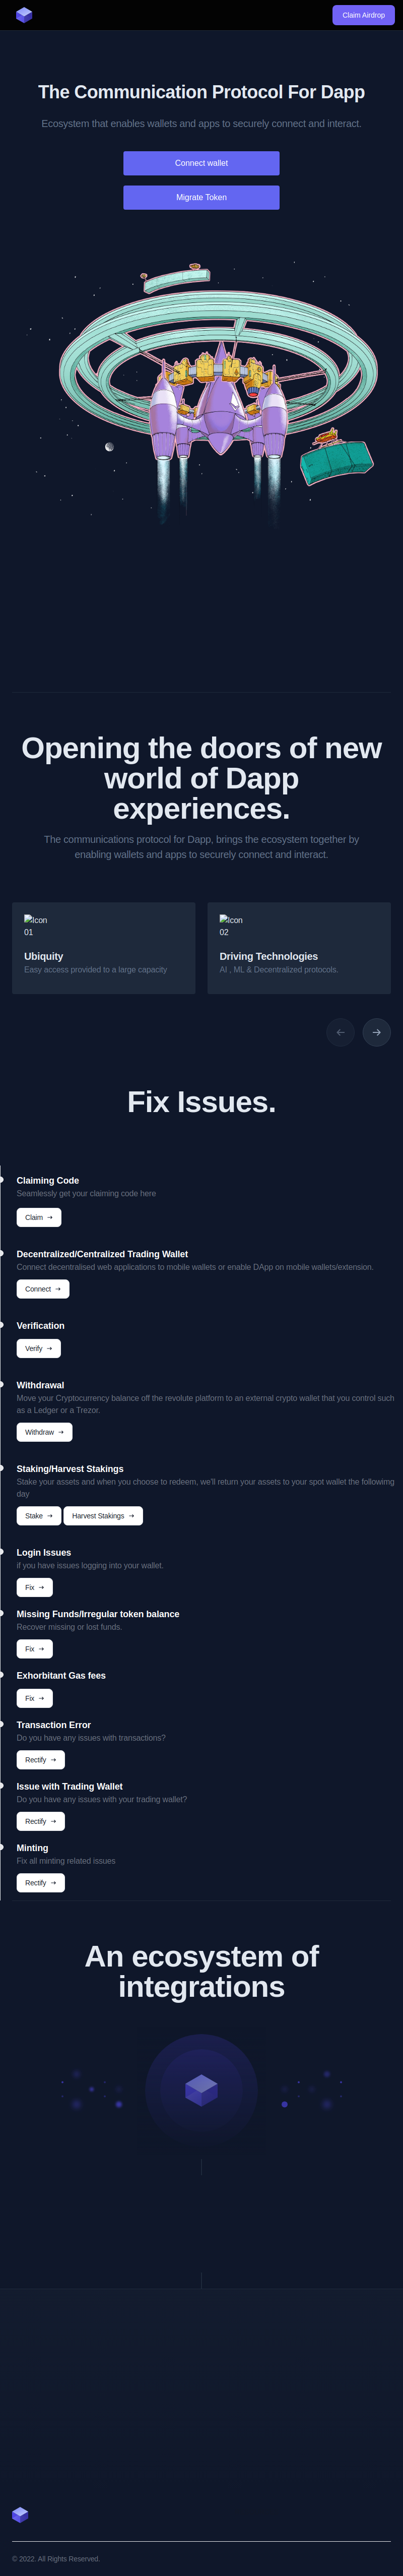 Claim Airdrop
The Communication Protocol For Dapp
Ecosystem that enables wallets and apps to securely connect and interact.
Connect wallet
Migrate Token
Opening the doors of new
world of Dapp
experiences.
The communications protocol for Dapp, brings the ecosystem together by
enabling wallets and apps to securely connect and interact.
Icon
01
Ubiquity
Easy access provided to a large capacity
Icon
02
Driving Technologies
AI , ML & Decentralized protocols.
Fix Issues.
Claiming Code
Seamlessly get your claiming code here
Claim →
Decentralized/Centralized Trading Wallet
Connect decentralised web applications to mobile wallets or enable DApp on mobile wallets/extension.
Connect →
Verification
Verify →
Withdrawal
Move your Cryptocurrency balance off the revolute platform to an external crypto wallet that you control such
as a Ledger or a Trezor.
Withdraw →
Staking/Harvest Stakings
Stake your assets and when you choose to redeem, we'll return your assets to your spot wallet the followimg
day
Stake → Harvest Stakings →
Login Issues
if you have issues logging into your wallet.
Fix →
Missing Funds/Irregular token balance
Recover missing or lost funds.
Fix →
Exhorbitant Gas fees
Fix →
Transaction Error
Do you have any issues with transactions?
Rectify →
Issue with Trading Wallet
Do you have any issues with your trading wallet?
Rectify →
Minting
Fix all minting related issues
Rectify →
An ecosystem of
integrations
© 2022. All Rights Reserved.